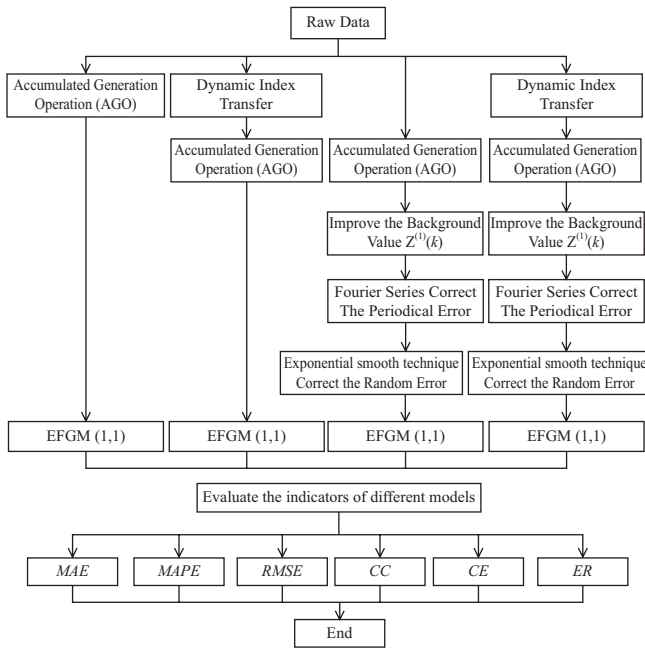 Raw Data
Accumulated Generation
Operation (AGO)
Dynamic Index
Transfer
Dynamic Index
Transfer
Accumulated Generation
Operation (AGO)
Accumulated Generation
Operation (AGO)
Accumulated Generation
Operation (AGO)
Improve the Background
Value Z^(1)(k)
Improve the Background
Value Z^(1)(k)
Fourier Series Correct
The Periodical Error
Fourier Series Correct
The Periodical Error
Exponential smooth technique
Correct the Random Error
Exponential smooth technique
Correct the Random Error
EFGM (1,1)
EFGM (1,1)
EFGM (1,1)
EFGM (1,1)
Evaluate the indicators of different models
MAE
MAPE
RMSE
CC
CE
ER
End